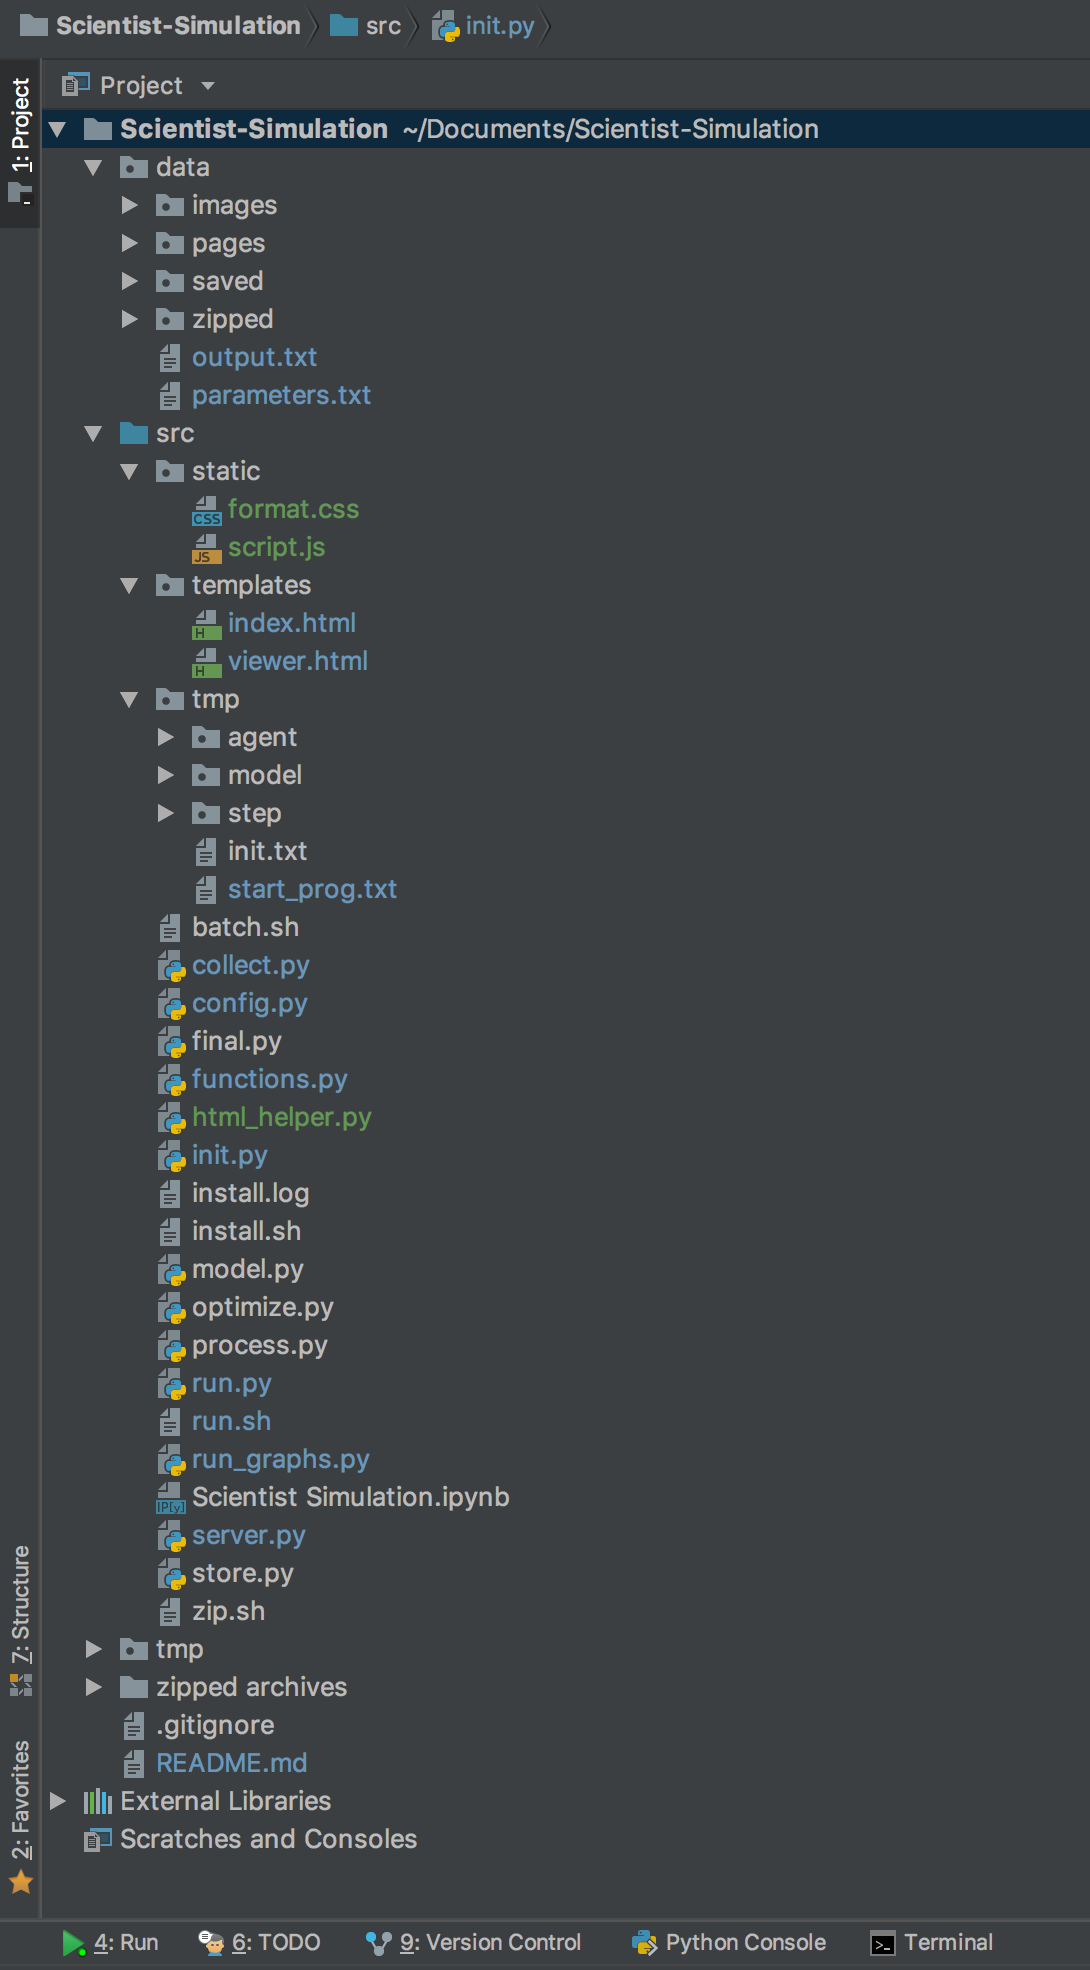 Scientist-Simulation src init.py
1: Project
Project
Scientist-Simulation ~/Documents/Scientist-Simulation
data
images
pages
saved
zipped
output.txt
parameters.txt
src
static
CSS format.css
JS script.js
templates
H index.html
H viewer.html
tmp
agent
model
step
init.txt
start_prog.txt
batch.sh
collect.py
config.py
final.py
functions.py
html_helper.py
init.py
install.log
install.sh
model.py
optimize.py
process.py
run.py
run.sh
run_graphs.py
IP[y] Scientist Simulation.ipynb
server.py
store.py
zip.sh
tmp
zipped archives
.gitignore
README.md
External Libraries
Scratches and Consoles
7: Structure
2: Favorites
4: Run 6: TODO 9: Version Control Python Console Terminal